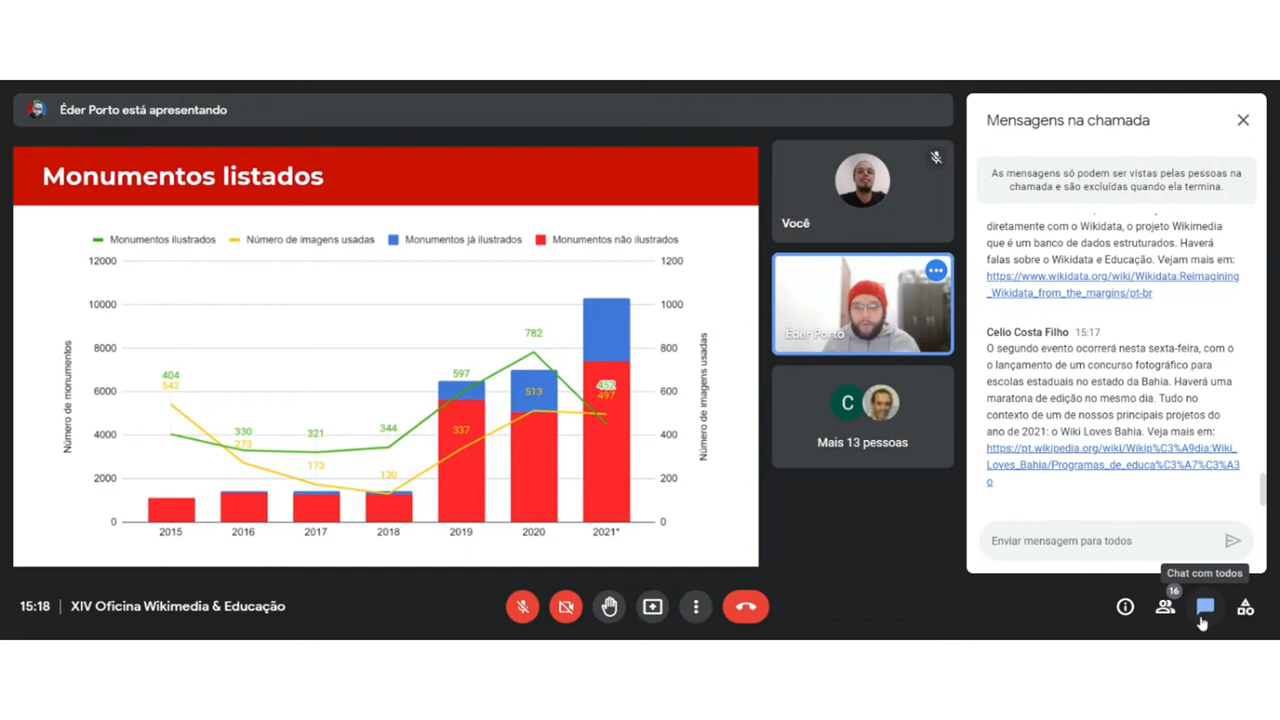 Éder Porto está apresentando
Monumentos listados
Monumentos ilustrados
Número de imagens usadas
Monumentos já ilustrados
Monumentos não ilustrados
12000
10000
8000
6000
4000
2000
0
Número de monumentos
404
542
330
273
321
173
344
130
597
337
782
513
452
497
1200
1000
800
600
400
200
0
Número de imagens usadas
2015
2016
2017
2018
2019
2020
2021*
Você
Éder Porto
C
Mais 13 pessoas
Mensagens na chamada
As mensagens só podem ser vistas pelas pessoas na
chamada e são excluídas quando ela termina.
diretamente com o Wikidata, o projeto Wikimedia
que é um banco de dados estruturados. Haverá
falas sobre o Wikidata e Educação. Vejam mais em:
https://www.wikidata.org/wiki/Wikidata:Reimagining
_Wikidata_from_the_margins/pt-br
Celio Costa Filho 15:17
O segundo evento ocorrerá nesta sexta-feira, com o
o lançamento de um concurso fotográfico para
escolas estaduais no estado da Bahia. Haverá uma
maratona de edição no mesmo dia. Tudo no
contexto de um de nossos principais projetos do
ano de 2021: o Wiki Loves Bahia. Veja mais em:
https://pt.wikipedia.org/wiki/Wikip%C3%A9dia:Wiki_
Loves_Bahia/Programas_de_educa%C3%A7%C3%A3
o
Enviar mensagem para todos
Chat com todos
15:18 | XIV Oficina Wikimedia & Educação
16